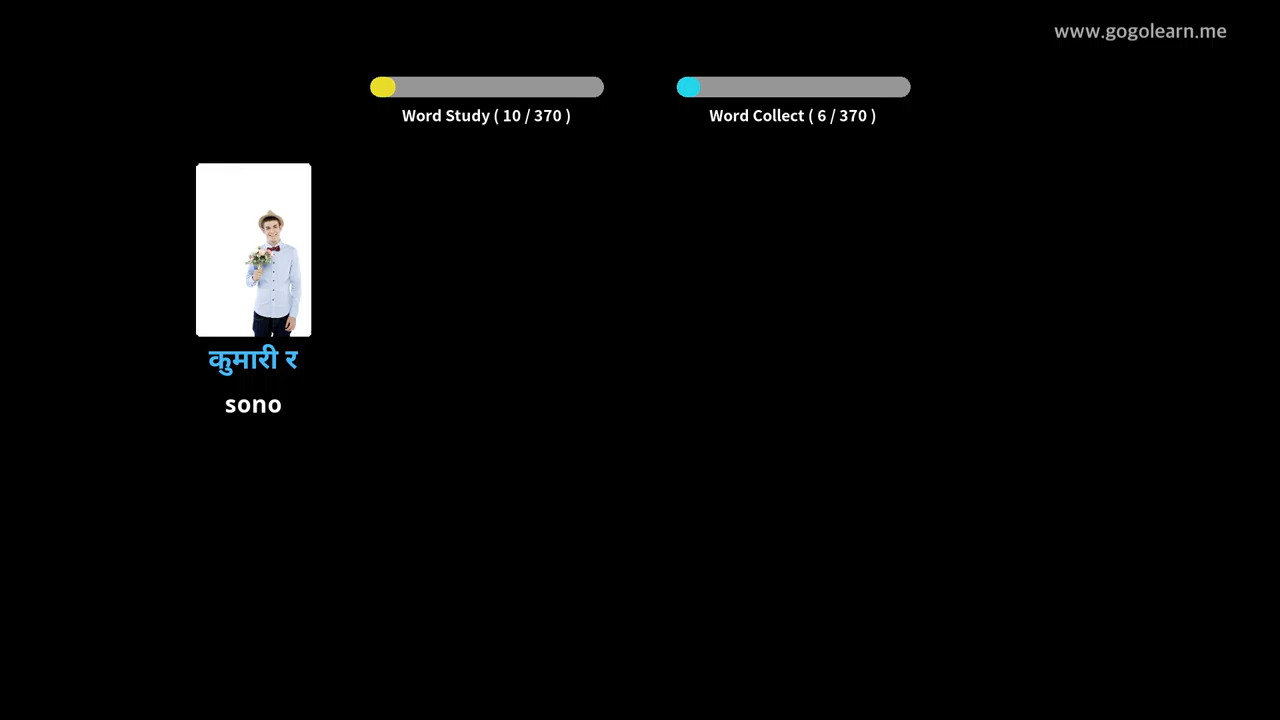 www.gogolearn.me
Word Study ( 10 / 370 )
Word Collect ( 6 / 370 )
कुमारी र
sono